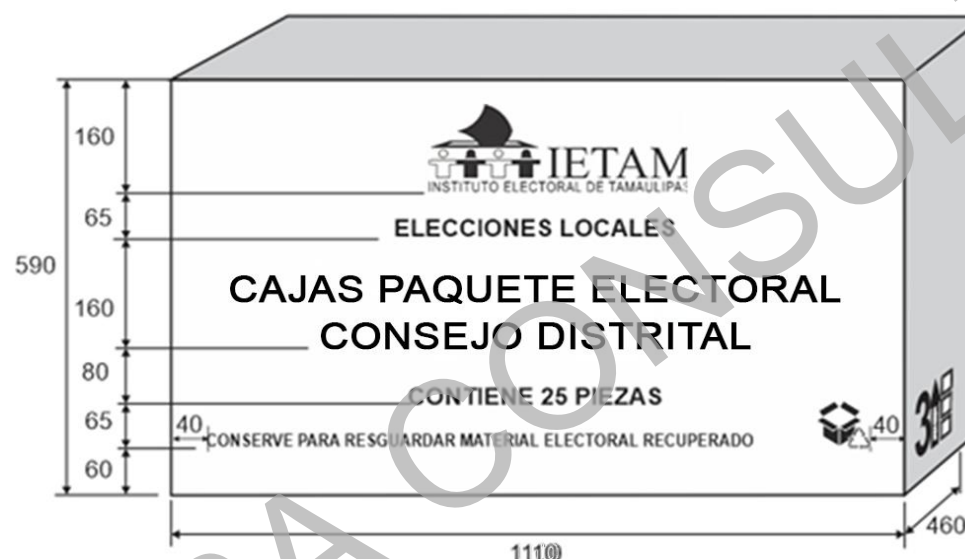 160
IETAM
INSTITUTO ELECTORAL DE TAMAULIPAS
65
ELECCIONES LOCALES
590
160
CAJAS PAQUETE ELECTORAL
CONSEJO DISTRITAL
80
CONTIENE 25 PIEZAS
65
40
CONSERVE PARA RESGUARDAR MATERIAL ELECTORAL RECUPERADO
40
60
460
1110